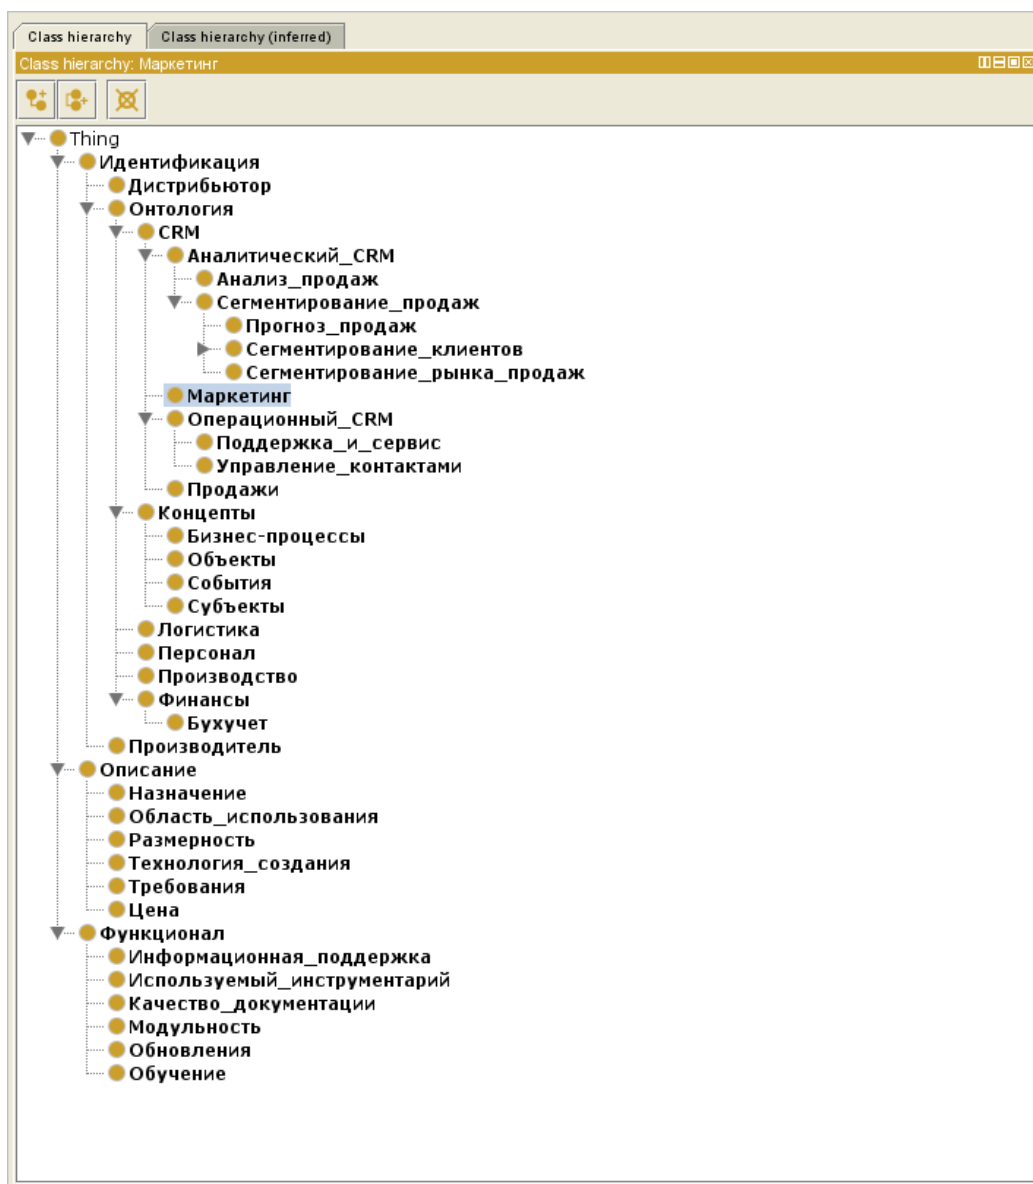 Class hierarchy Class hierarchy (inferred)
Class hierarchy: Маркетинг
Thing
Идентификация
Дистрибьютор
Онтология
CRM
Аналитический_CRM
Анализ_продаж
Сегментирование_продаж
Прогноз_продаж
Сегментирование_клиентов
Сегментирование_рынка_продаж
Маркетинг
Операционный_CRM
Поддержка_и_сервис
Управление_контактами
Продажи
Концепты
Бизнес-процессы
Объекты
События
Субъекты
Логистика
Персонал
Производство
Финансы
Бухучет
Производитель
Описание
Назначение
Область_использования
Размерность
Технология_создания
Требования
Цена
Функционал
Информационная_поддержка
Используемый_инструментарий
Качество_документации
Модульность
Обновления
Обучение